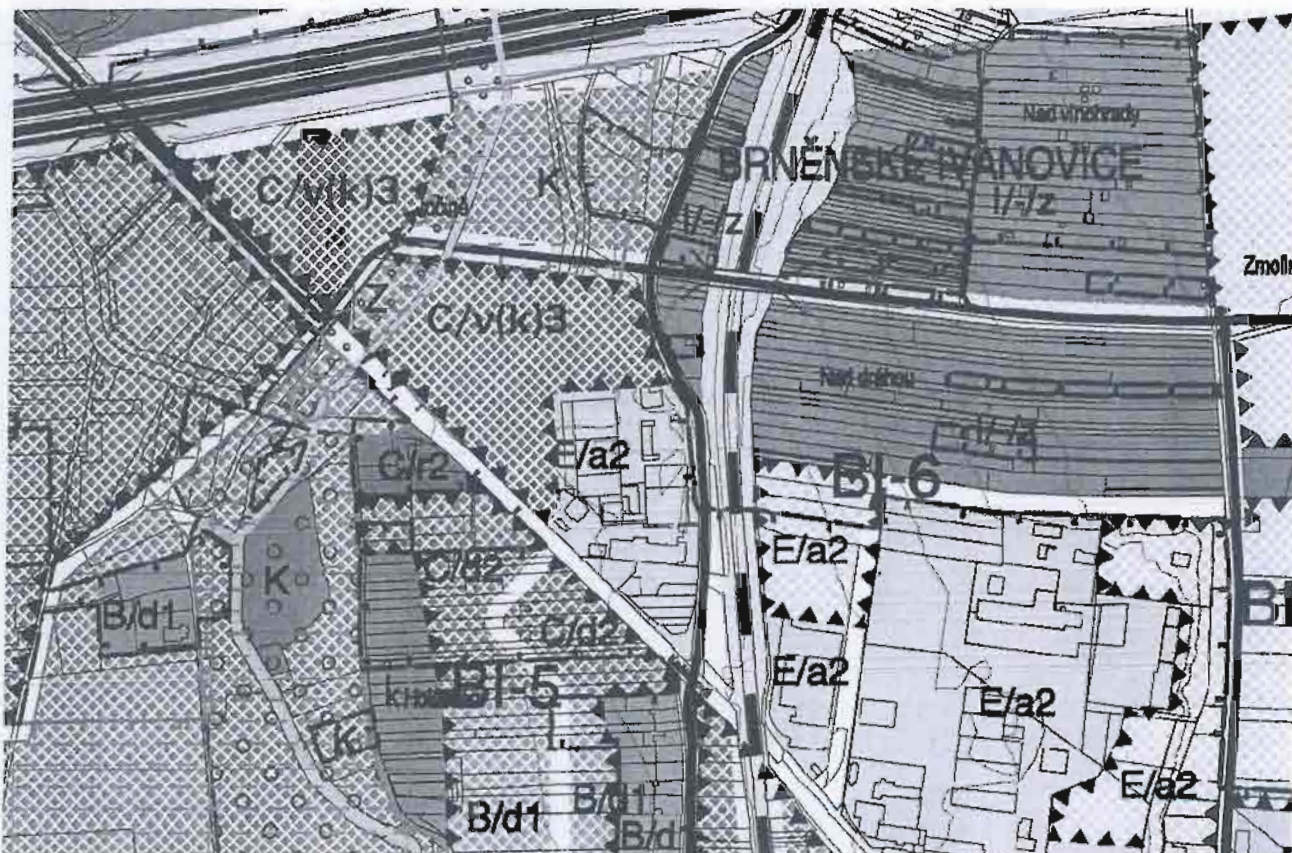 Nad vinohrady
BRNĚNSKÉ IVANOVICE
C/v(k)3
K
I/-/z
I/-/z
Z
C/v(k)3
Nad dráhou
I/-/z
E/a2
C/r2
BI-6
K
C/d2
E/a2
B/d1
C/d2
BI-5
E/a2
E/a2
K
B/d1
B/d1
E/a2
B/d